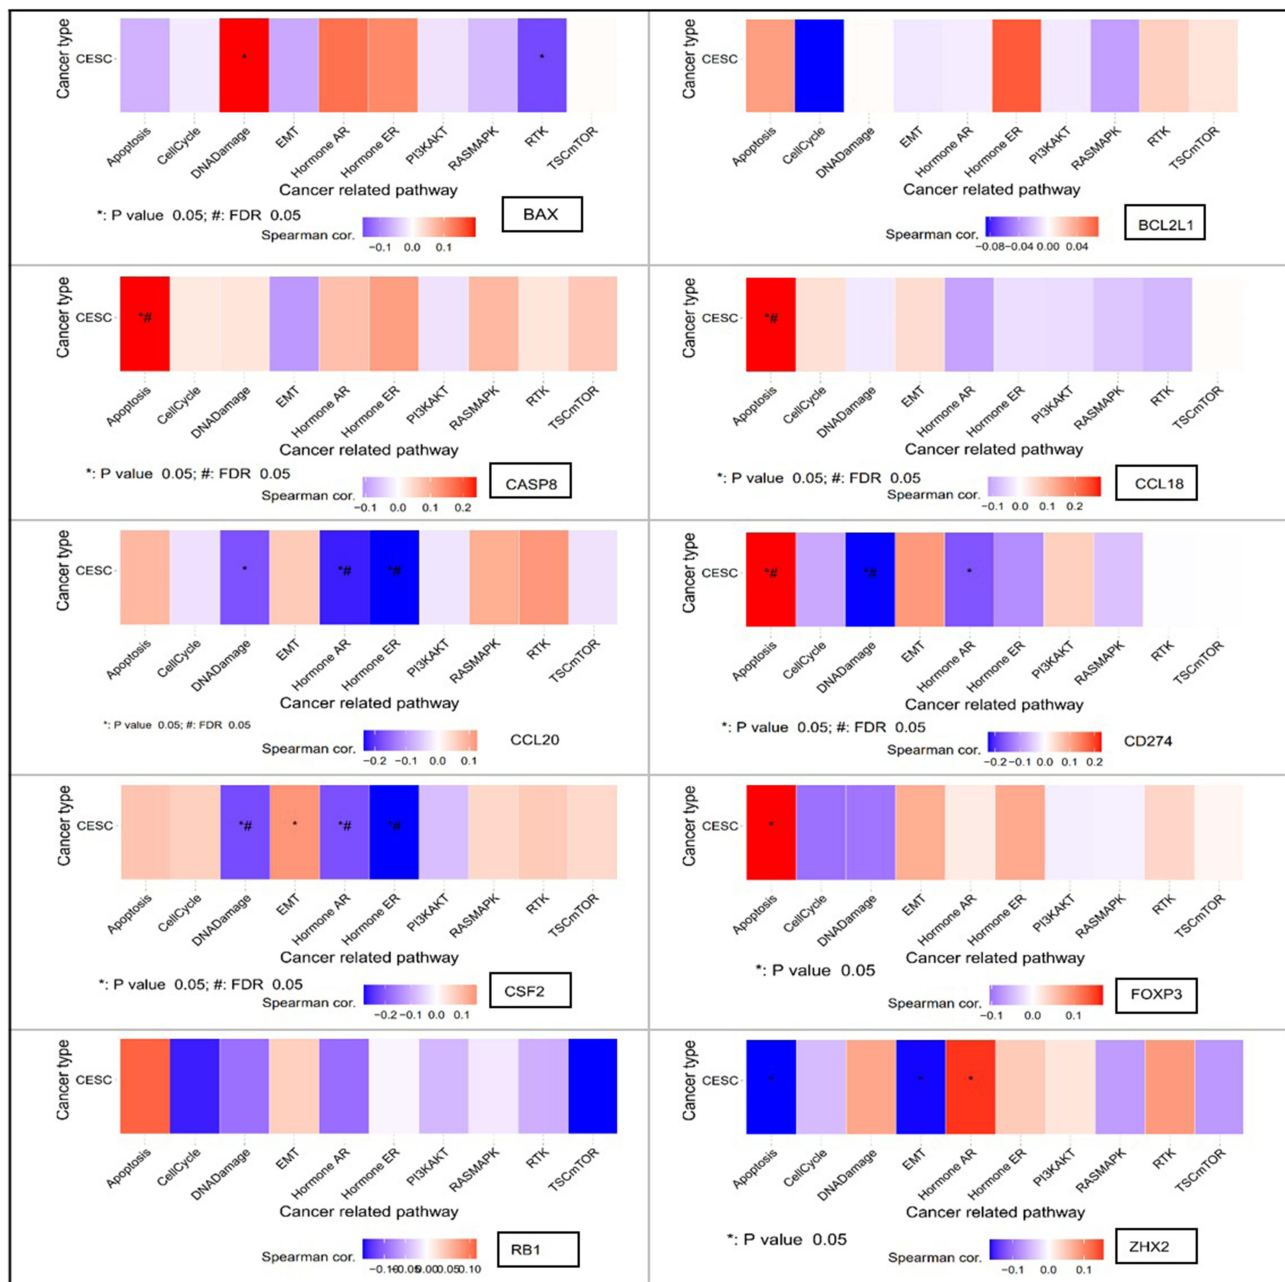 Cancer type
CESC
*
*
Apoptosis
CellCycle
DNADamage
EMT
Hormone AR
Hormone ER
PI3KAKT
RASMAPK
RTK
TSCmTOR
Cancer related pathway
*: P value 0.05; #: FDR 0.05
Spearman cor.
−0.1 0.0 0.1
BAX
Cancer type
CESC
Apoptosis
CellCycle
DNADamage
EMT
Hormone AR
Hormone ER
PI3KAKT
RASMAPK
RTK
TSCmTOR
Cancer related pathway
Spearman cor.
−0.08−0.04 0.00 0.04
BCL2L1
Cancer type
CESC
*#
Apoptosis
CellCycle
DNADamage
EMT
Hormone AR
Hormone ER
PI3KAKT
RASMAPK
RTK
TSCmTOR
Cancer related pathway
*: P value 0.05; #: FDR 0.05
Spearman cor.
−0.1 0.0 0.1 0.2
CASP8
Cancer type
CESC
*#
Apoptosis
CellCycle
DNADamage
EMT
Hormone AR
Hormone ER
PI3KAKT
RASMAPK
RTK
TSCmTOR
Cancer related pathway
*: P value 0.05; #: FDR 0.05
Spearman cor.
−0.1 0.0 0.1 0.2
CCL18
Cancer type
CESC
*
*#
*#
Apoptosis
CellCycle
DNADamage
EMT
Hormone AR
Hormone ER
PI3KAKT
RASMAPK
RTK
TSCmTOR
Cancer related pathway
*: P value 0.05; #: FDR 0.05
Spearman cor.
−0.2 −0.1 0.0 0.1
CCL20
Cancer type
CESC
*#
*#
*
Apoptosis
CellCycle
DNADamage
EMT
Hormone AR
Hormone ER
PI3KAKT
RASMAPK
RTK
TSCmTOR
Cancer related pathway
*: P value 0.05; #: FDR 0.05
Spearman cor.
−0.2−0.1 0.0 0.1 0.2
CD274
Cancer type
CESC
*#
*
*#
*#
Apoptosis
CellCycle
DNADamage
EMT
Hormone AR
Hormone ER
PI3KAKT
RASMAPK
RTK
TSCmTOR
Cancer related pathway
*: P value 0.05; #: FDR 0.05
Spearman cor.
−0.2 −0.1 0.0 0.1
CSF2
Cancer type
CESC
*
Apoptosis
CellCycle
DNADamage
EMT
Hormone AR
Hormone ER
PI3KAKT
RASMAPK
RTK
TSCmTOR
Cancer related pathway
*: P value 0.05
Spearman cor.
−0.1 0.0 0.1
FOXP3
Cancer type
CESC
Apoptosis
CellCycle
DNADamage
EMT
Hormone AR
Hormone ER
PI3KAKT
RASMAPK
RTK
TSCmTOR
Cancer related pathway
Spearman cor.
−0.10−0.050.000.05 0.10
RB1
Cancer type
CESC
*
*
*
Apoptosis
CellCycle
DNADamage
EMT
Hormone AR
Hormone ER
PI3KAKT
RASMAPK
RTK
TSCmTOR
Cancer related pathway
*: P value 0.05
Spearman cor.
−0.1 0.0 0.1
ZHX2